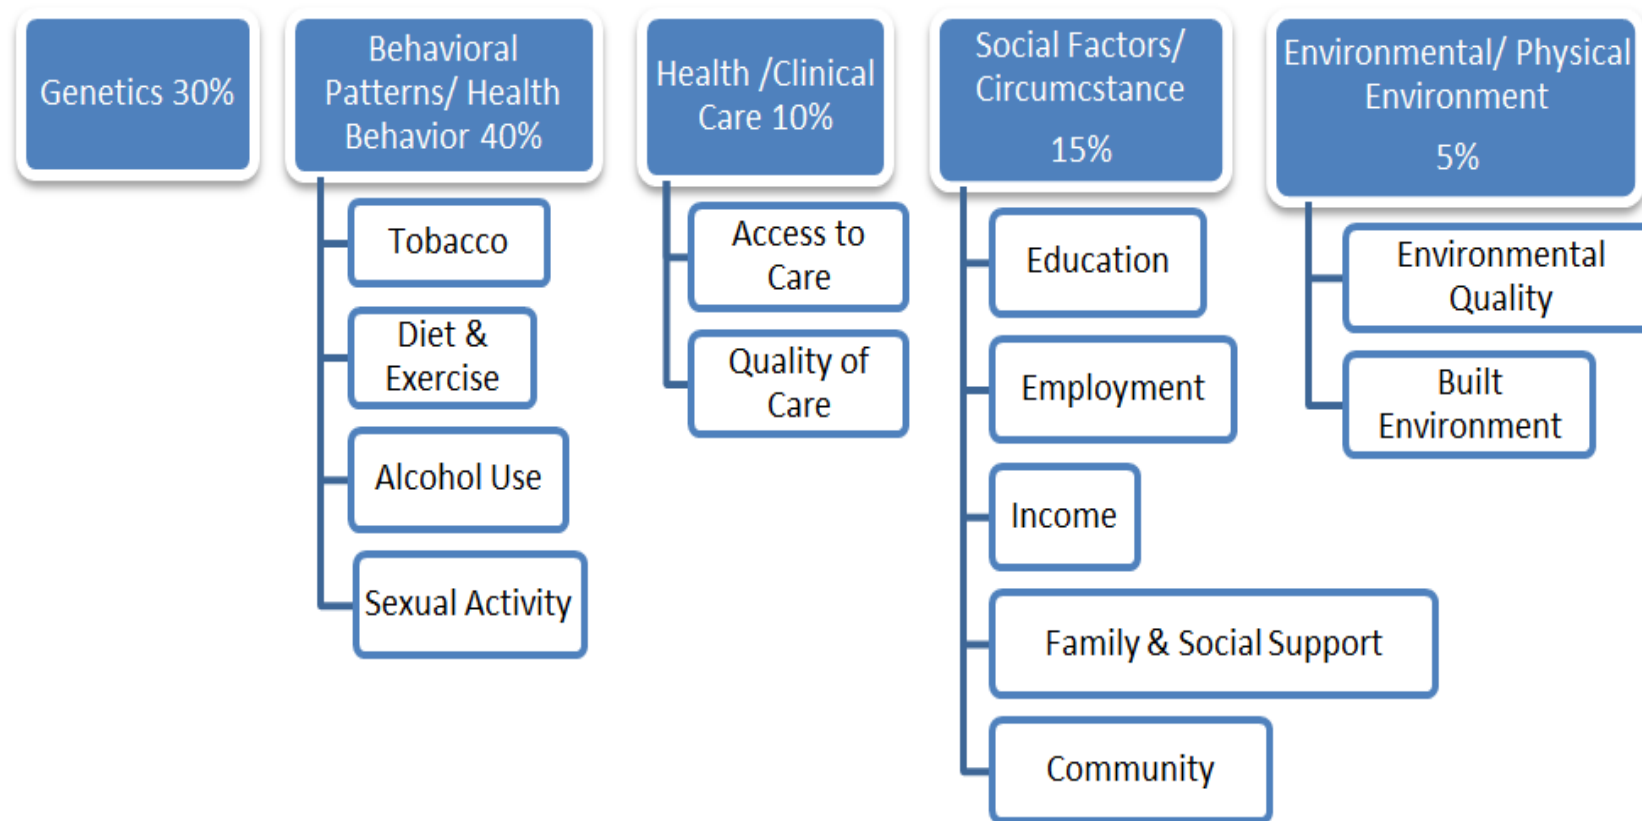 Genetics 30%
Behavioral
Patterns/ Health
Behavior 40%
Tobacco
Diet &
Exercise
Alcohol Use
Sexual Activity
Health /Clinical
Care 10%
Access to
Care
Quality of
Care
Social Factors/
Circumcstance
15%
Education
Employment
Income
Family & Social Support
Community
Environmental/ Physical
Environment
5%
Environmental
Quality
Built
Environment